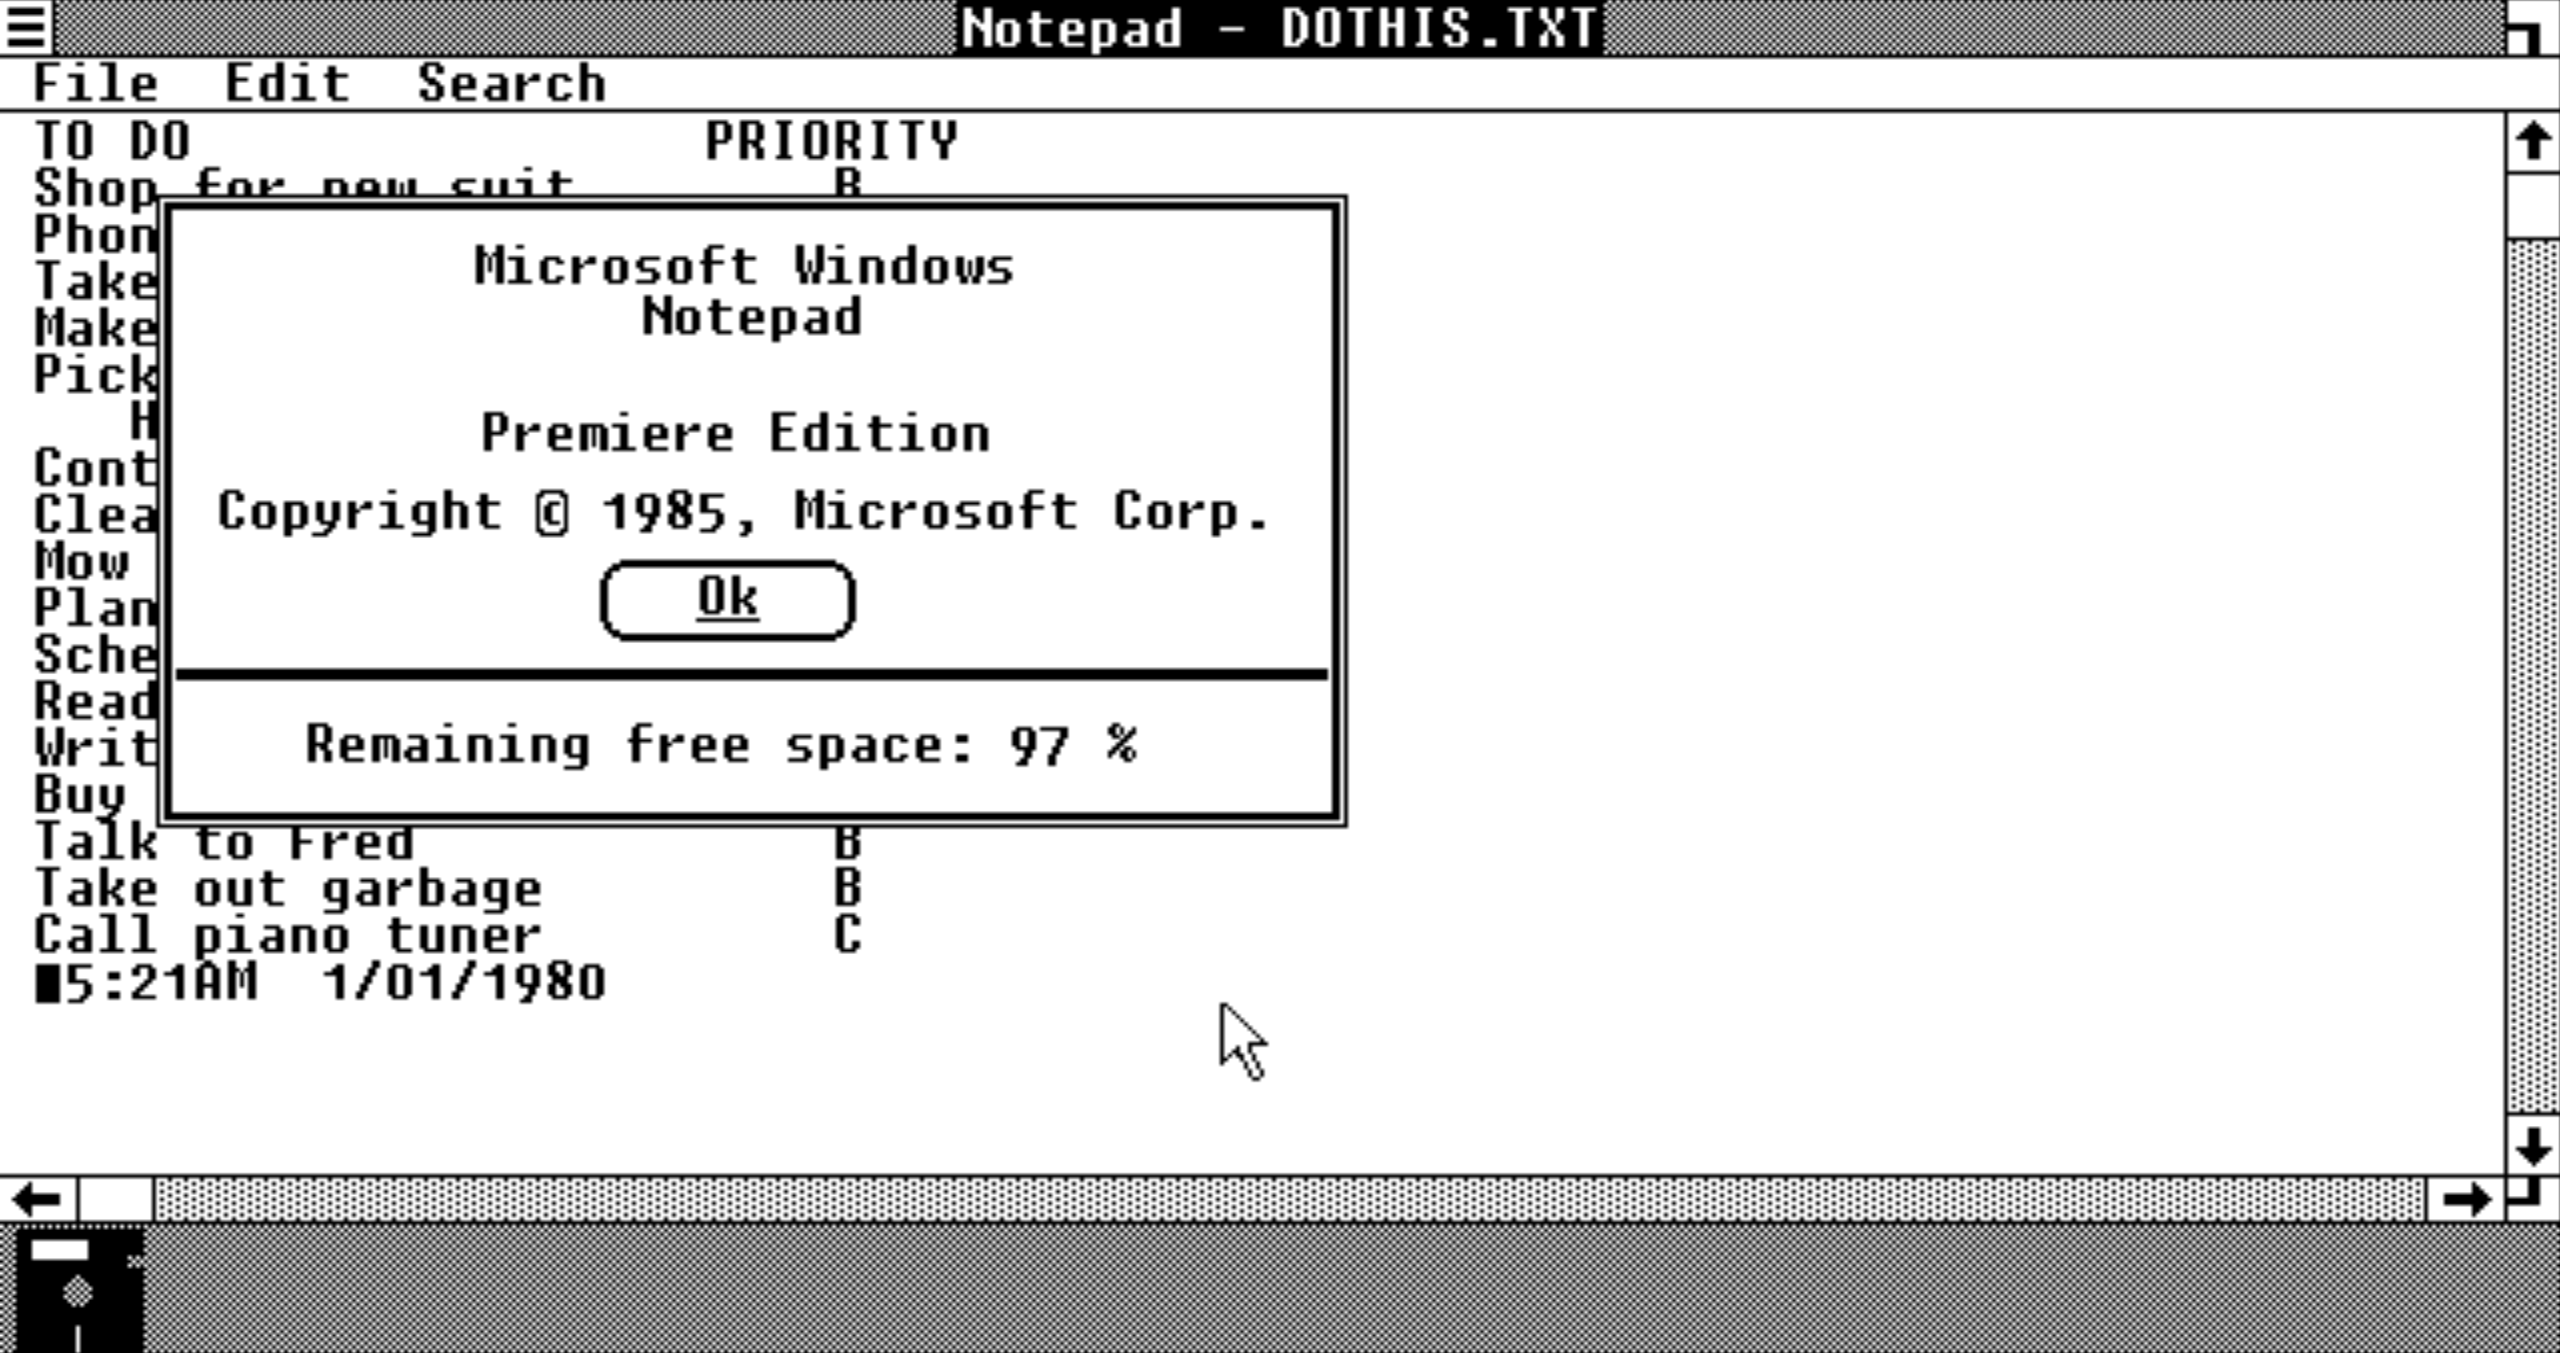 Notepad - DOTHIS.TXT
File Edit Search
TO DO PRIORITY
Shop for new suit B
Phon
Take
Make
Pick
H
Cont
Clea
Mow
Plan
Sche
Read
Writ
Buy
Microsoft Windows
Notepad
Premiere Edition
Copyright © 1985, Microsoft Corp.
Ok
Remaining free space: 97 %
Talk to Fred B
Take out garbage B
Call piano tuner C
5:21AM 1/01/1980